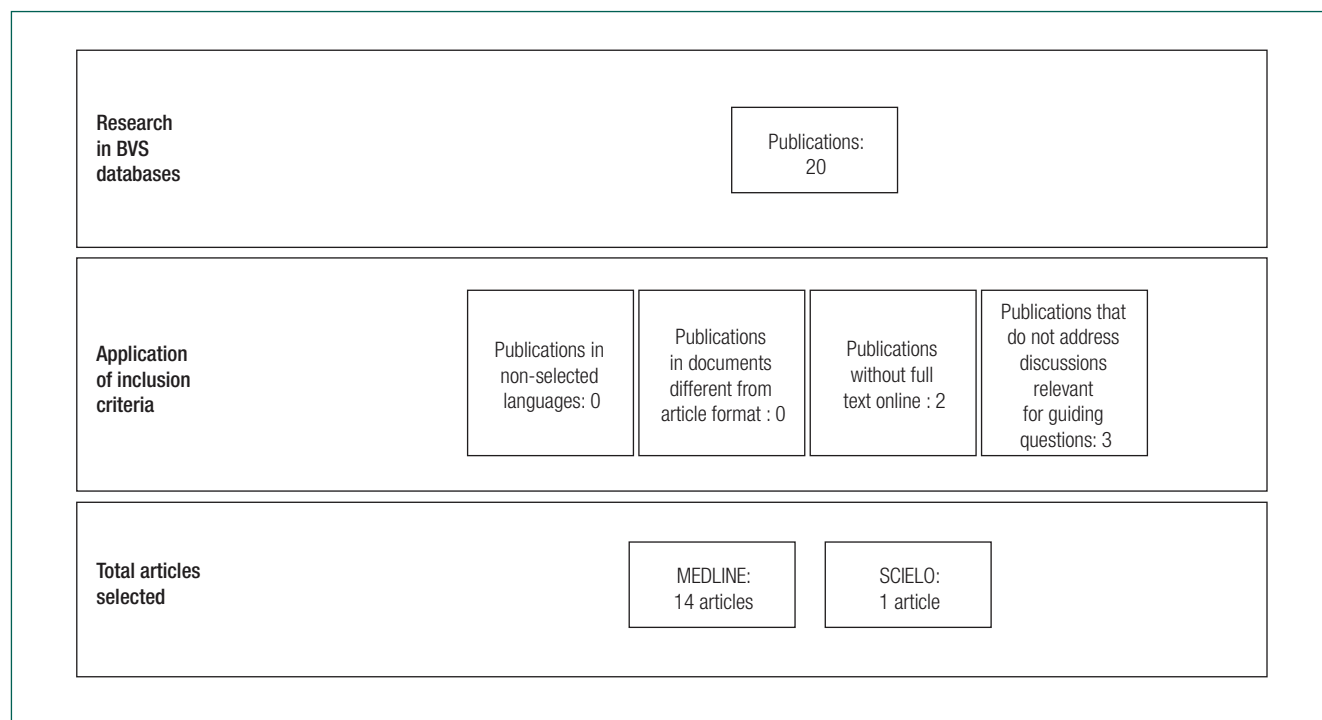 Research
in BVS
databases
Publications:
20
Application
of inclusion
criteria
Publications in
non-selected
languages: 0
Publications
in documents
different from
article format : 0
Publications
without full
text online : 2
Publications that
do not address
discussions
relevant
for guiding
questions: 3
Total articles
selected
MEDLINE:
14 articles
SCIELO:
1 article